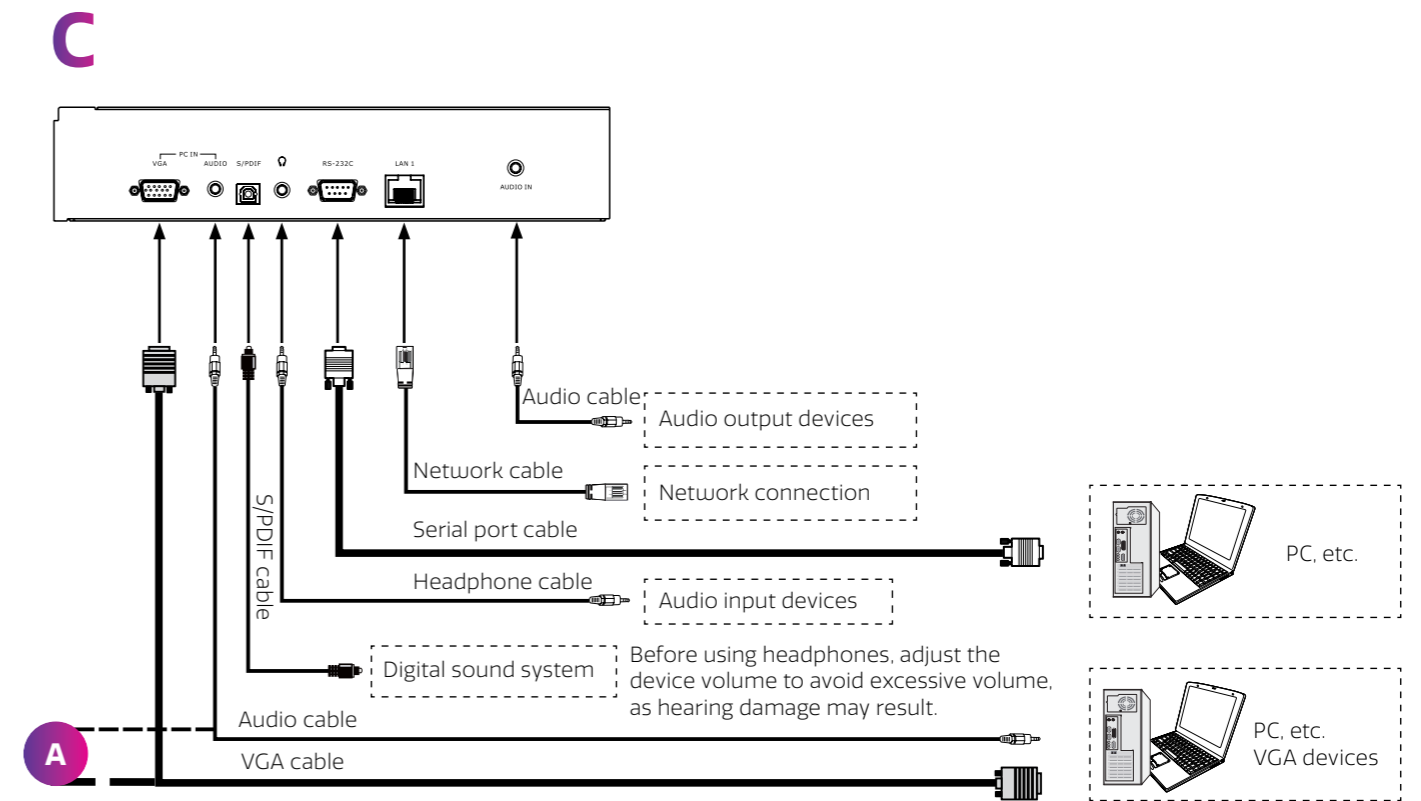 C
PC IN
VGA
AUDIO
S/PDIF
RS-232C
LAN 1
AUDIO IN
Audio cable
Audio output devices
Network cable
Network connection
S/PDIF cable
Serial port cable
PC, etc.
Headphone cable
Audio input devices
Digital sound system
Before using headphones, adjust the
device volume to avoid excessive volume,
as hearing damage may result.
Audio cable
A
VGA cable
PC, etc.
VGA devices